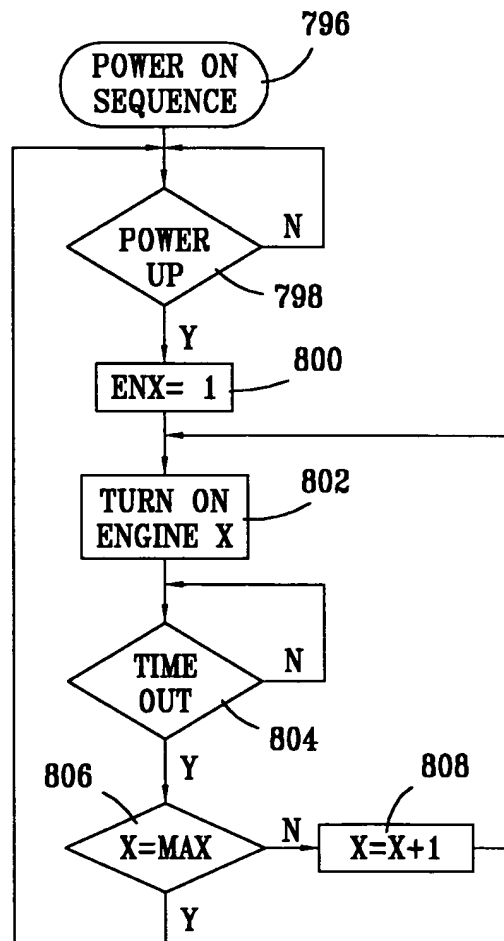 796
POWER ON
SEQUENCE
N
POWER
UP
798
Y
800
ENX= 1
802
TURN ON
ENGINE X
N
TIME
OUT
804
Y
806
808
N
X=MAX
X=X+1
Y